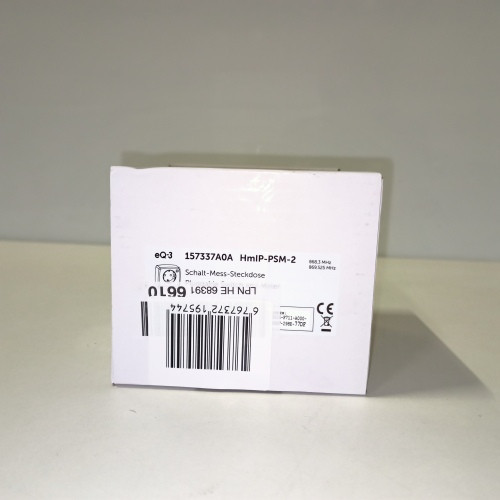 eQ-3 157337A0A HmIP-PSM-2
868.3 MHz
869.525 MHz
Schalt-Mess-Steckdose
LPN HE 68391
6610
6 767372 195744
CE